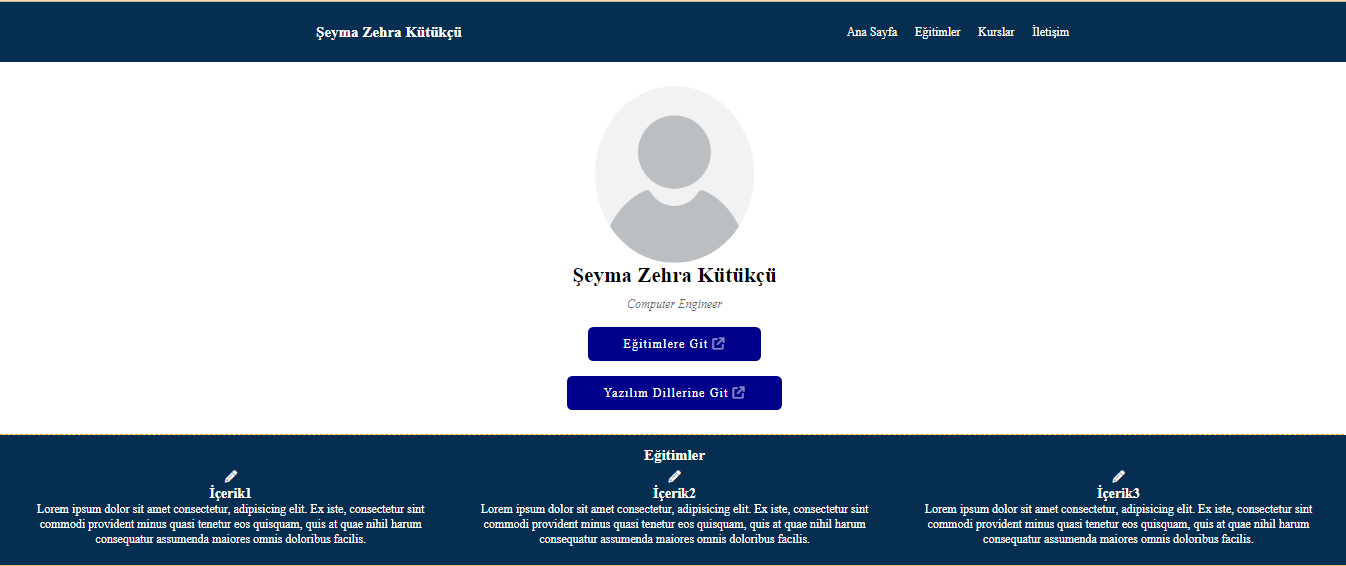 Şeyma Zehra Kütükçü
Ana Sayfa Eğitimler Kurslar İletişim
Şeyma Zehra Kütükçü
Computer Engineer
Eğitimlere Git
Yazılım Dillerine Git
Eğitimler
İçerik1
Lorem ipsum dolor sit amet consectetur, adipisicing elit. Ex iste, consectetur sint
commodi provident minus quasi tenetur eos quisquam, quis at quae nihil harum
consequatur assumenda maiores omnis doloribus facilis.
İçerik2
Lorem ipsum dolor sit amet consectetur, adipisicing elit. Ex iste, consectetur sint
commodi provident minus quasi tenetur eos quisquam, quis at quae nihil harum
consequatur assumenda maiores omnis doloribus facilis.
İçerik3
Lorem ipsum dolor sit amet consectetur, adipisicing elit. Ex iste, consectetur sint
commodi provident minus quasi tenetur eos quisquam, quis at quae nihil harum
consequatur assumenda maiores omnis doloribus facilis.